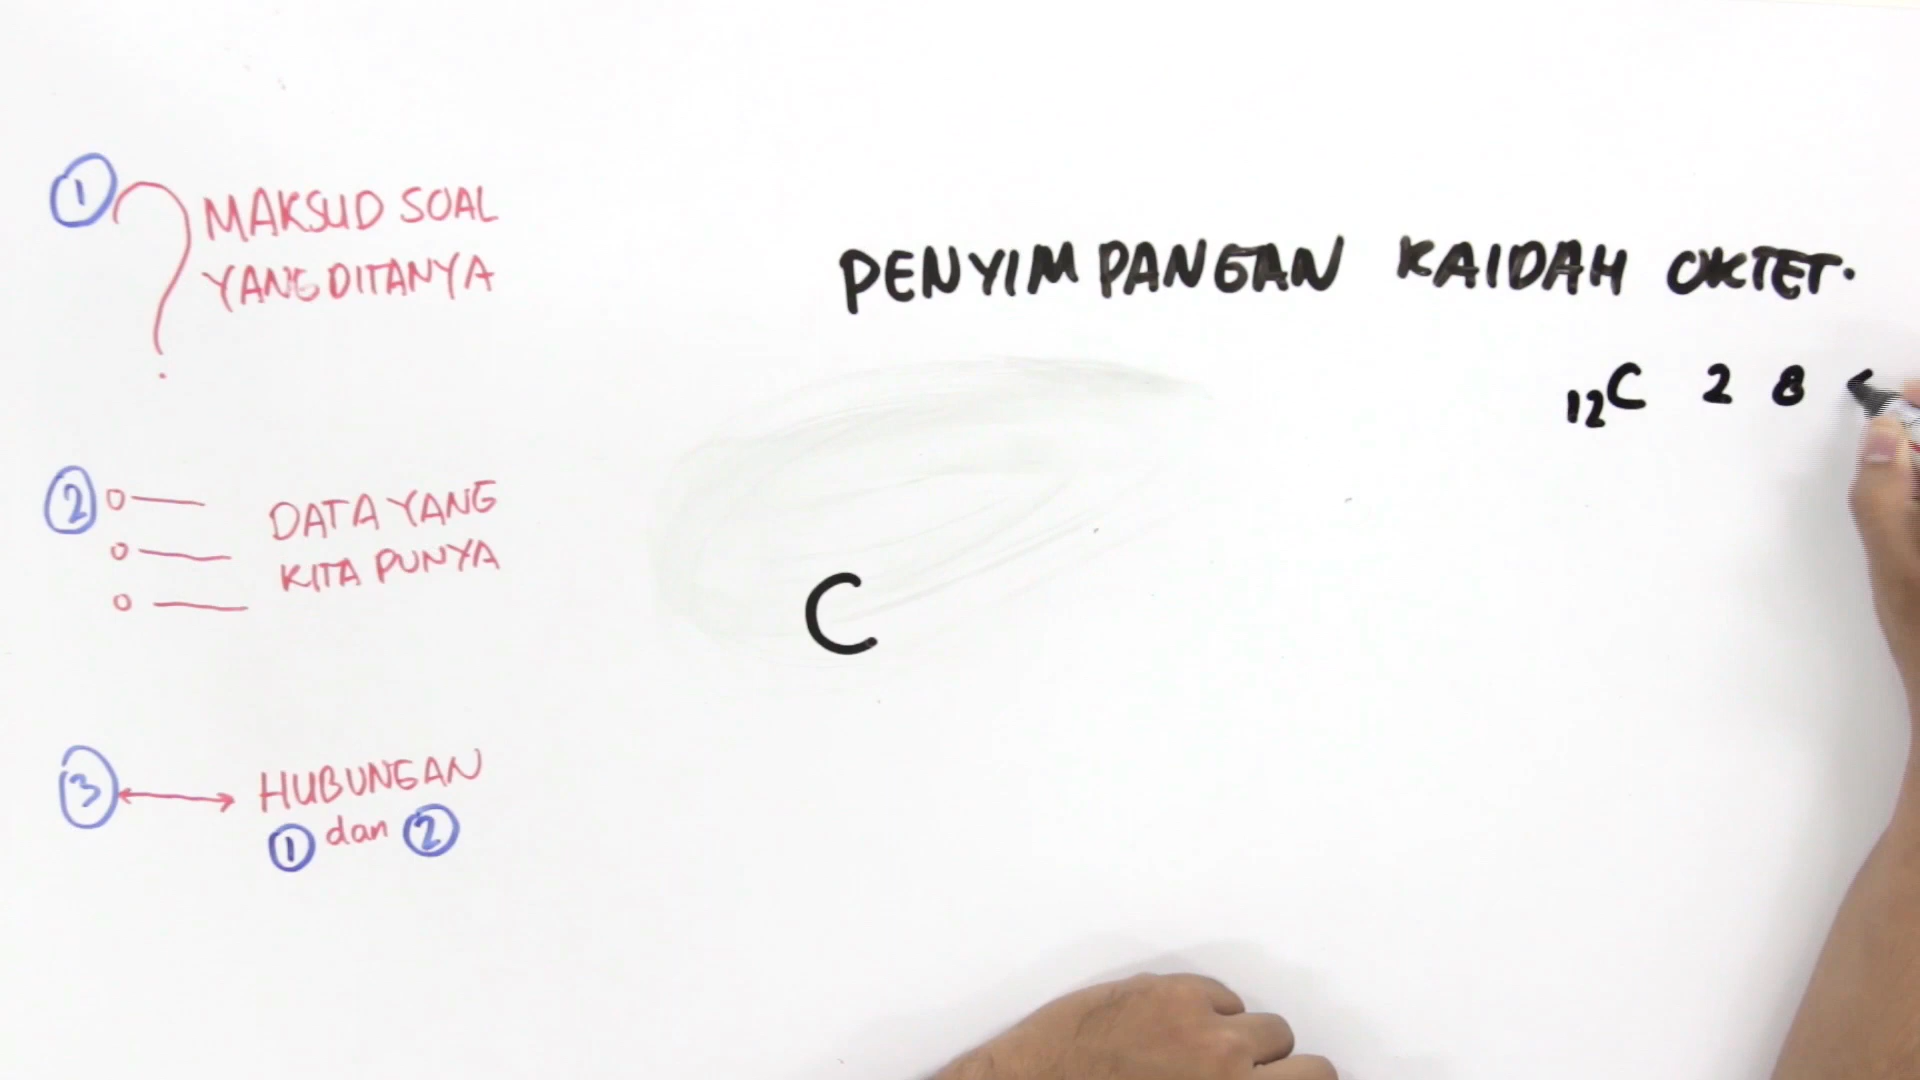 1 ? MAKSUD SOAL
YANG DITANYA
2 DATA YANG
KITA PUNYA
3 HUBUNGAN
1 dan 2
PENYIMPANGAN KAIDAH OKTET.
12C 2 8
C